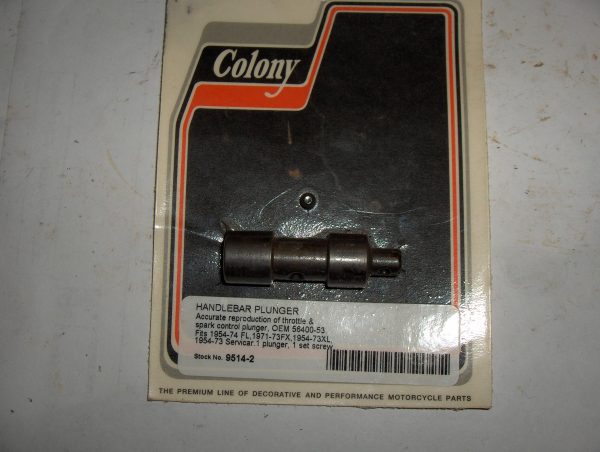 Colony
HANDLEBAR PLUNGER
Accurate reproduction of throttle &
spark control plunger, OEM 56400-53
Fits 1954-74 FL,1971-73FX,1954-73XL,
1954-73 Servicar.1 plunger, 1 set screw
Stock No. 9514-2
THE PREMIUM LINE OF DECORATIVE AND PERFORMANCE MOTORCYCLE PARTS